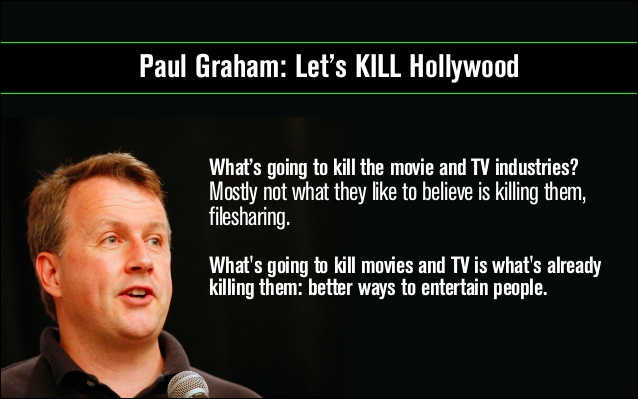 Paul Graham: Let’s KILL Hollywood
What’s going to kill the movie and TV industries?
Mostly not what they like to believe is killing them,
filesharing.
What's going to kill movies and TV is what's already
killing them: better ways to entertain people.